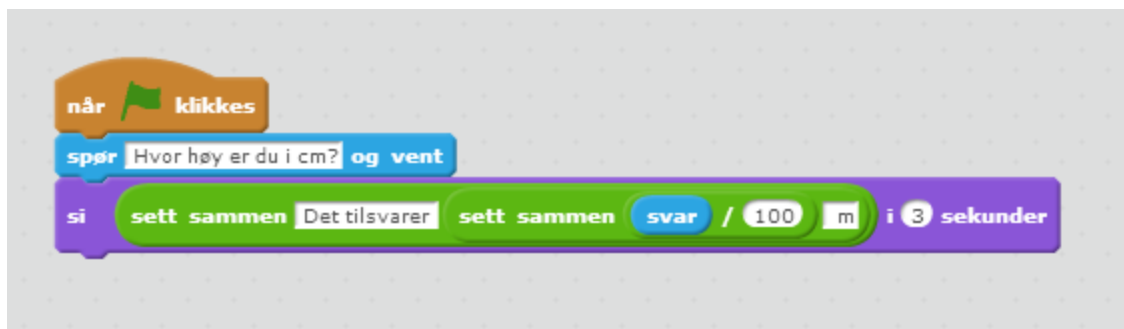 når klikkes
spør Hvor høy er du i cm? og vent
si sett sammen Det tilsvarer sett sammen svar / 100 m i 3 sekunder